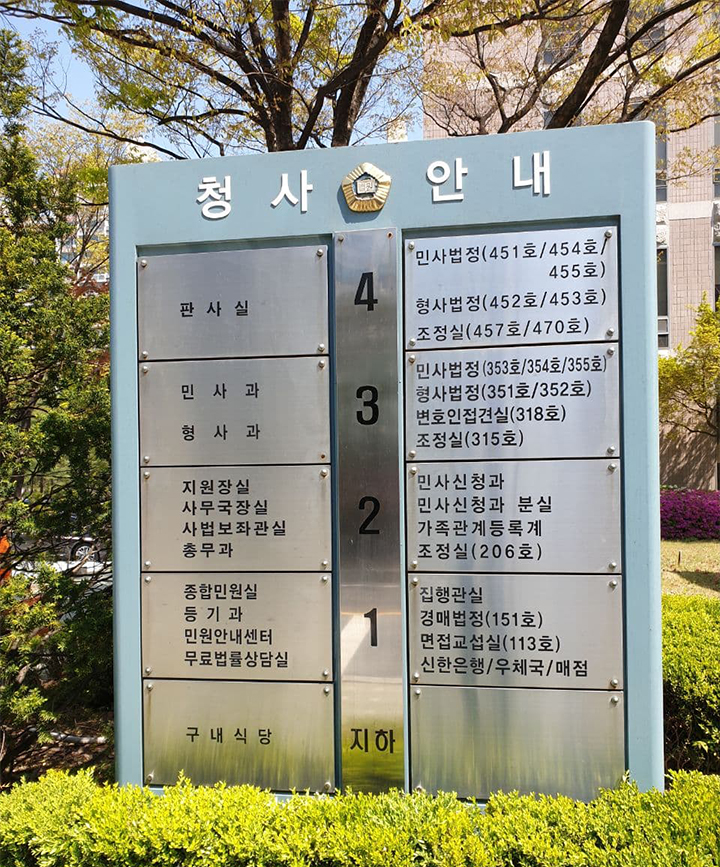 청사 안내
판사실
4
민사법정(451호/454호/
455호)
형사법정(452호/453호)
조정실(457호/470호)
민사과
형사과
3
민사법정(353호/354호/355호)
형사법정(351호/352호)
변호인접견실(318호)
조정실(315호)
지원장실
사무국장실
사법보좌관실
총무과
2
민사신청과
민사신청과 분실
가족관계등록계
조정실(206호)
종합민원실
등기과
민원안내센터
무료법률상담실
1
집행관실
경매법정(151호)
면접교섭실(113호)
신한은행/우체국/매점
구내식당
지하